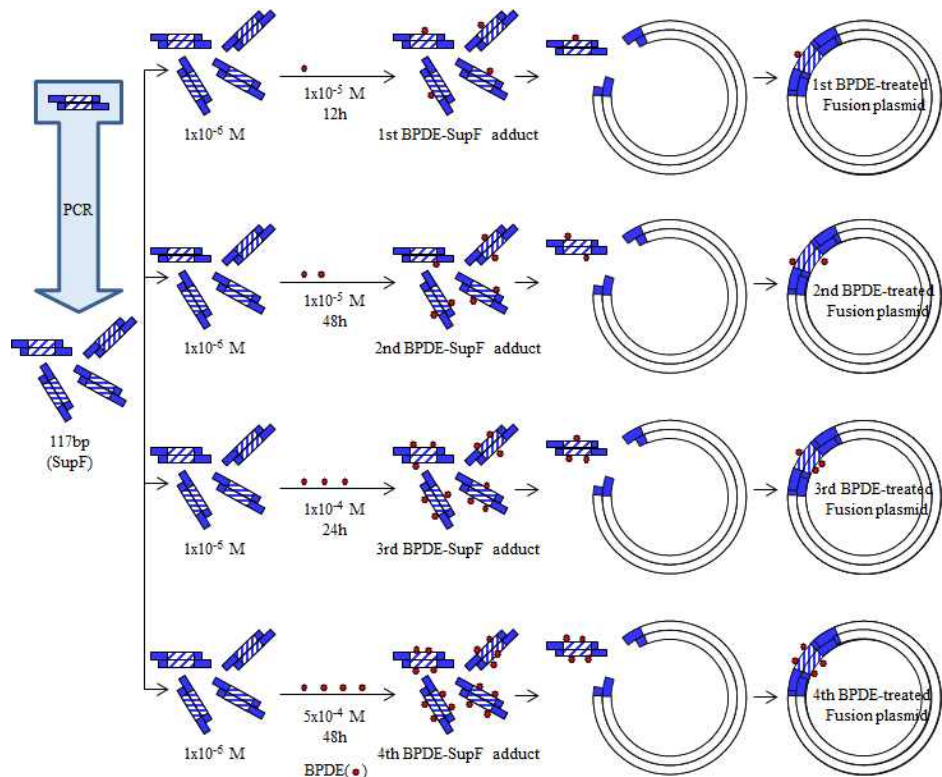 PCR
117bp
(SupF)
1x10⁻⁶ M
1x10⁻⁵ M
12h
1st BPDE-SupF adduct
1st BPDE-treated
Fusion plasmid
1x10⁻⁶ M
1x10⁻⁵ M
48h
2nd BPDE-SupF adduct
2nd BPDE-treated
Fusion plasmid
1x10⁻⁶ M
1x10⁻⁴ M
24h
3rd BPDE-SupF adduct
3rd BPDE-treated
Fusion plasmid
1x10⁻⁶ M
5x10⁻⁴ M
48h
4th BPDE-SupF adduct
4th BPDE-treated
Fusion plasmid
BPDE( )